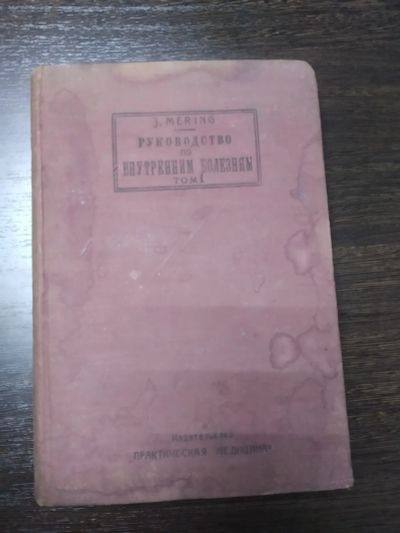 J. MERING
РУКОВОДСТВО
ПО
ВНУТРЕННИМ БОЛЕЗНЯМ
ТОМ I
Издательство
"ПРАКТИЧЕСКАЯ МЕДИЦИНА"